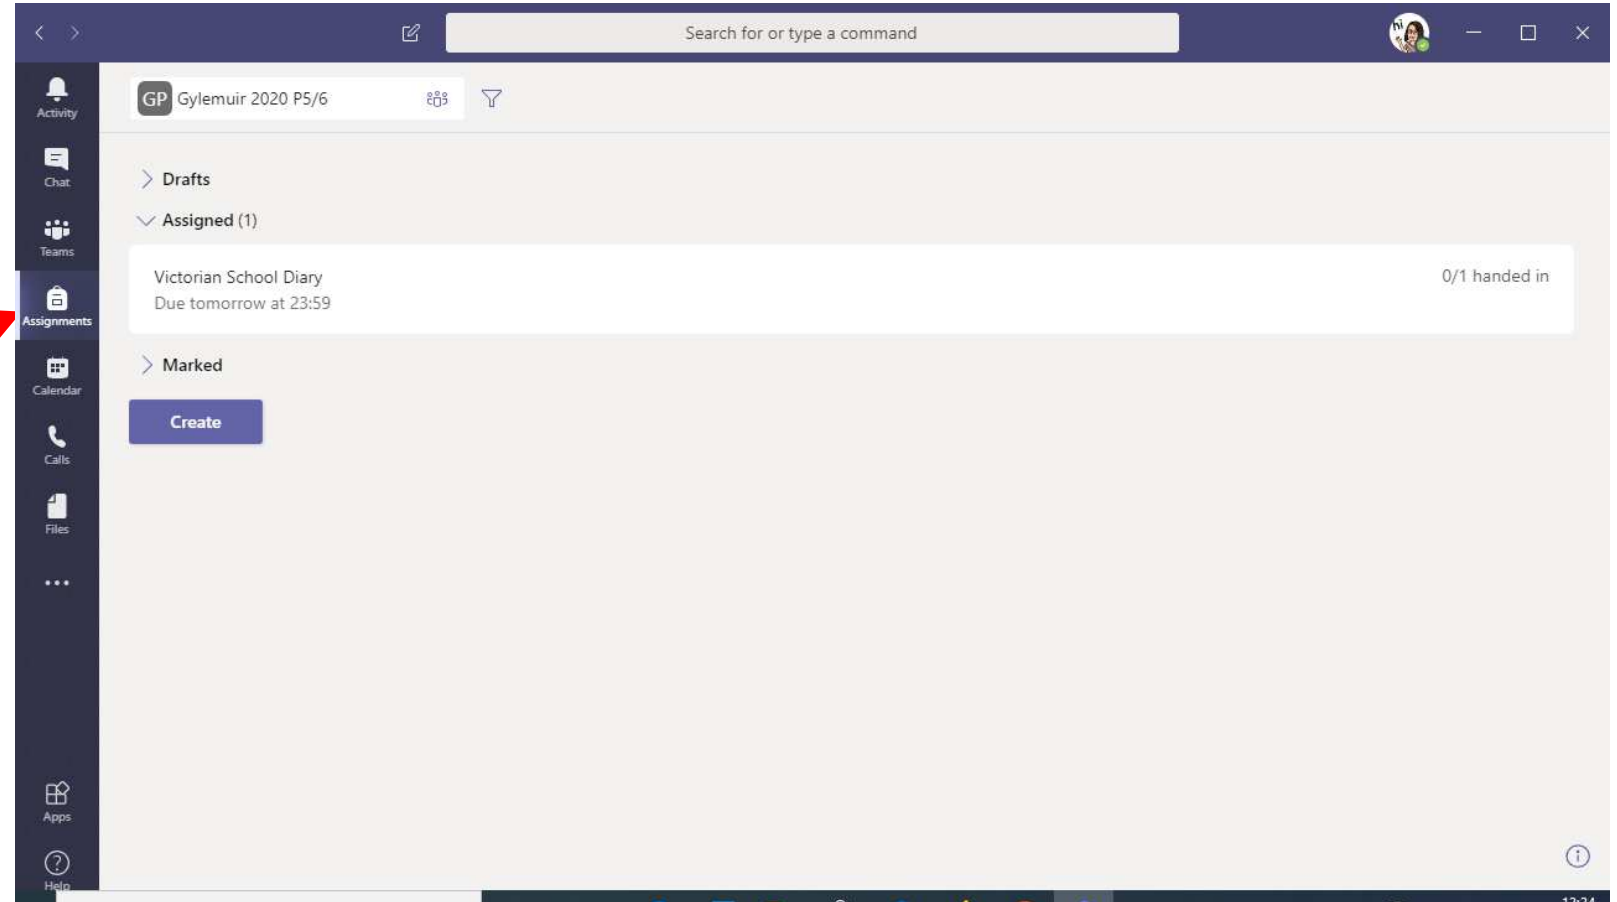 Search for or type a command
hi
Activity
GP Gylemuir 2020 P5/6
Chat
Drafts
Assigned (1)
Teams
Victorian School Diary
0/1 handed in
Due tomorrow at 23:59
Assignments
Marked
Calendar
Create
Calls
Files
Apps
Help